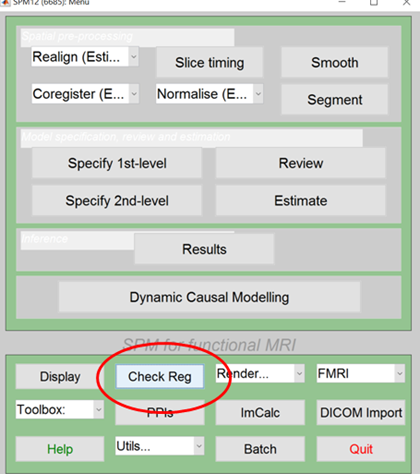 SPM12 (6685): Menu
Spatial pre-processing
Realign (Esti... Slice timing Smooth
Coregister (E... Normalise (E... Segment
Model specification, review and estimation
Specify 1st-level Review
Specify 2nd-level Estimate
Inference
Results
Dynamic Causal Modelling
SPM for functional MRI
Display Check Reg Render... FMRI
Toolbox: PPIs ImCalc DICOM Import
Help Utils... Batch Quit